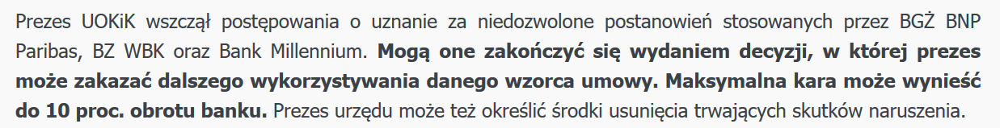 Prezes UOKiK wszczął postępowania o uznanie za niedozwolone postanowień stosowanych przez BGŻ BNP
Paribas, BZ WBK oraz Bank Millennium. Mogą one zakończyć się wydaniem decyzji, w której prezes
może zakazać dalszego wykorzystywania danego wzorca umowy. Maksymalna kara może wynieść
do 10 proc. obrotu banku. Prezes urzędu może też określić środki usunięcia trwających skutków naruszenia.